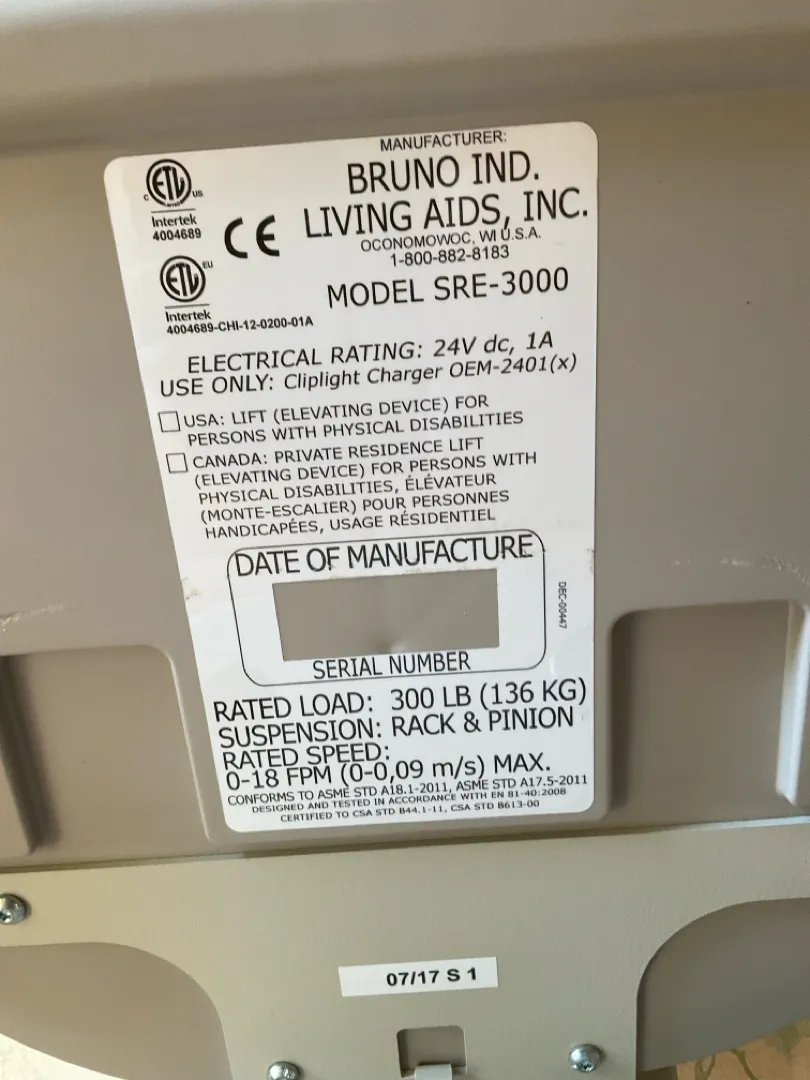 MANUFACTURER:
BRUNO IND.
LIVING AIDS, INC.
OCONOMOWOC, WI U.S.A.
1-800-882-8183
MODEL SRE-3000
C ETL US
Intertek
4004689
CE
ETL EU
Intertek
4004689-CHI-12-0200-01A
ELECTRICAL RATING: 24V dc, 1A
USE ONLY: Cliplight Charger OEM-2401(x)
USA: LIFT (ELEVATING DEVICE) FOR
PERSONS WITH PHYSICAL DISABILITIES
CANADA: PRIVATE RESIDENCE LIFT
(ELEVATING DEVICE) FOR PERSONS WITH
PHYSICAL DISABILITIES, ÉLÉVATEUR
(MONTE-ESCALIER) POUR PERSONNES
HANDICAPÉES, USAGE RÉSIDENTIEL
DATE OF MANUFACTURE
SERIAL NUMBER
DEC-00447
RATED LOAD: 300 LB (136 KG)
SUSPENSION: RACK & PINION
RATED SPEED:
0-18 FPM (0-0,09 m/s) MAX.
CONFORMS TO ASME STD A18.1-2011, ASME STD A17.5-2011
DESIGNED AND TESTED IN ACCORDANCE WITH EN 81-40:2008
CERTIFIED TO CSA STD B44.1-11, CSA STD B613-00
07/17 S 1